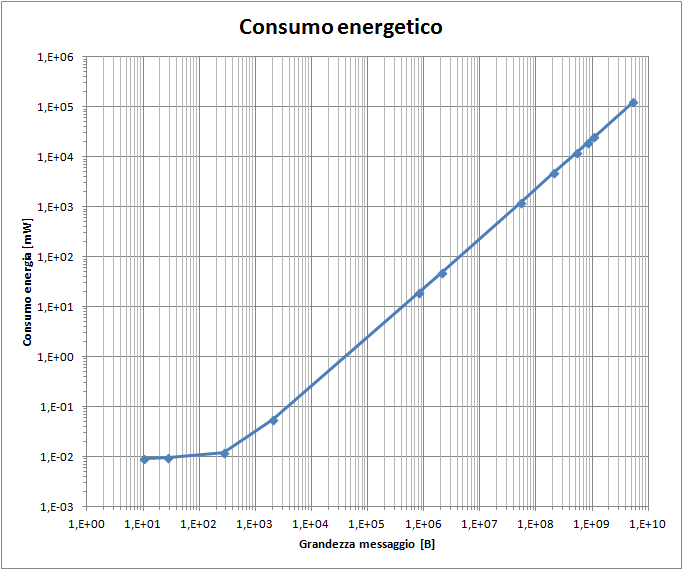 Consumo energetico
1,E+06
1,E+05
1,E+04
1,E+03
1,E+02
1,E+01
1,E+00
1,E-01
1,E-02
1,E-03
Consumo energia [mW]
1,E+00 1,E+01 1,E+02 1,E+03 1,E+04 1,E+05 1,E+06 1,E+07 1,E+08 1,E+09 1,E+10
Grandezza messaggio [B]